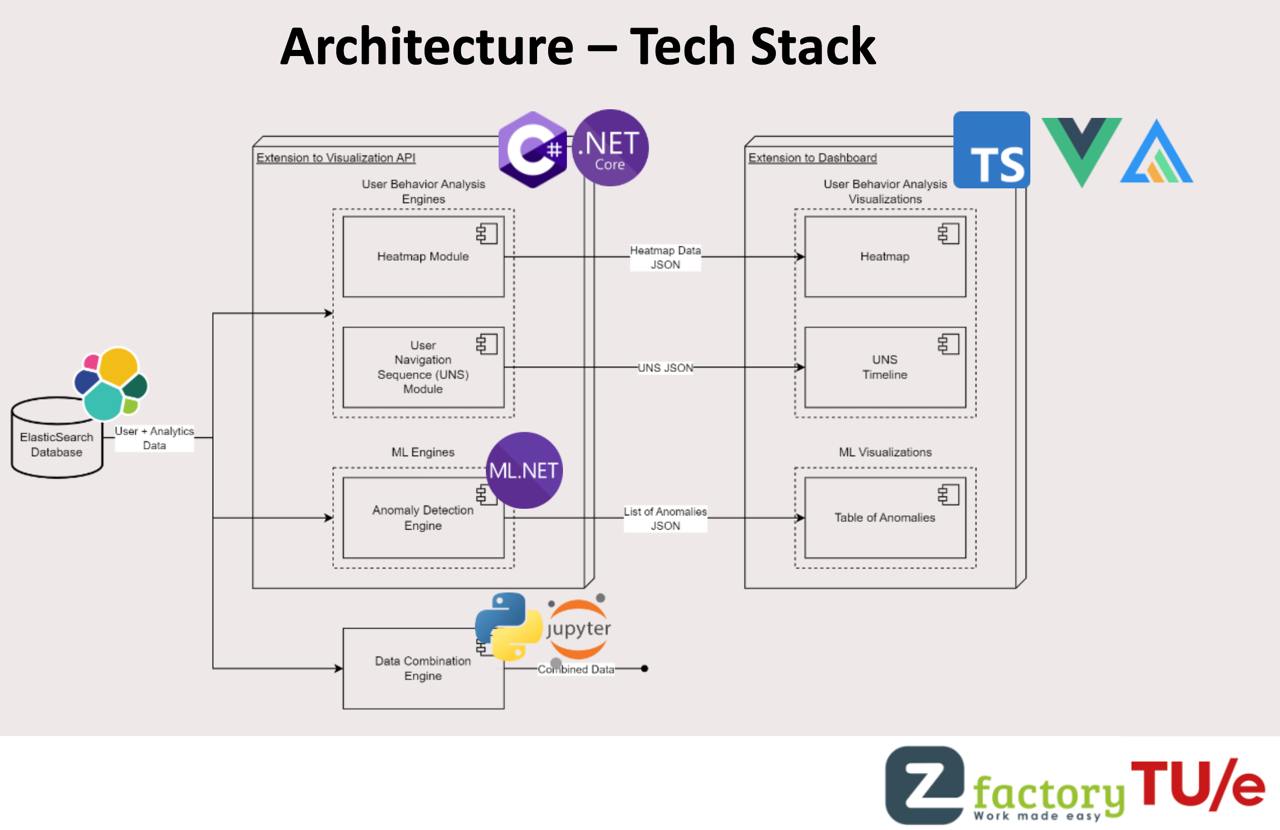 Architecture – Tech Stack
C#
.NET
Core
TS
Extension to Visualization API
Extension to Dashboard
User Behavior Analysis
Engines
User Behavior Analysis
Visualizations
Heatmap Module
Heatmap Data
JSON
Heatmap
User
Navigation
Sequence (UNS)
Module
UNS JSON
UNS
Timeline
ElasticSearch
Database
User + Analytics
Data
ML Engines
ML.NET
ML Visualizations
Anomaly Detection
Engine
List of Anomalies
JSON
Table of Anomalies
jupyter
Data Combination
Engine
Combined Data
Z factory
Work made easy
TU/e